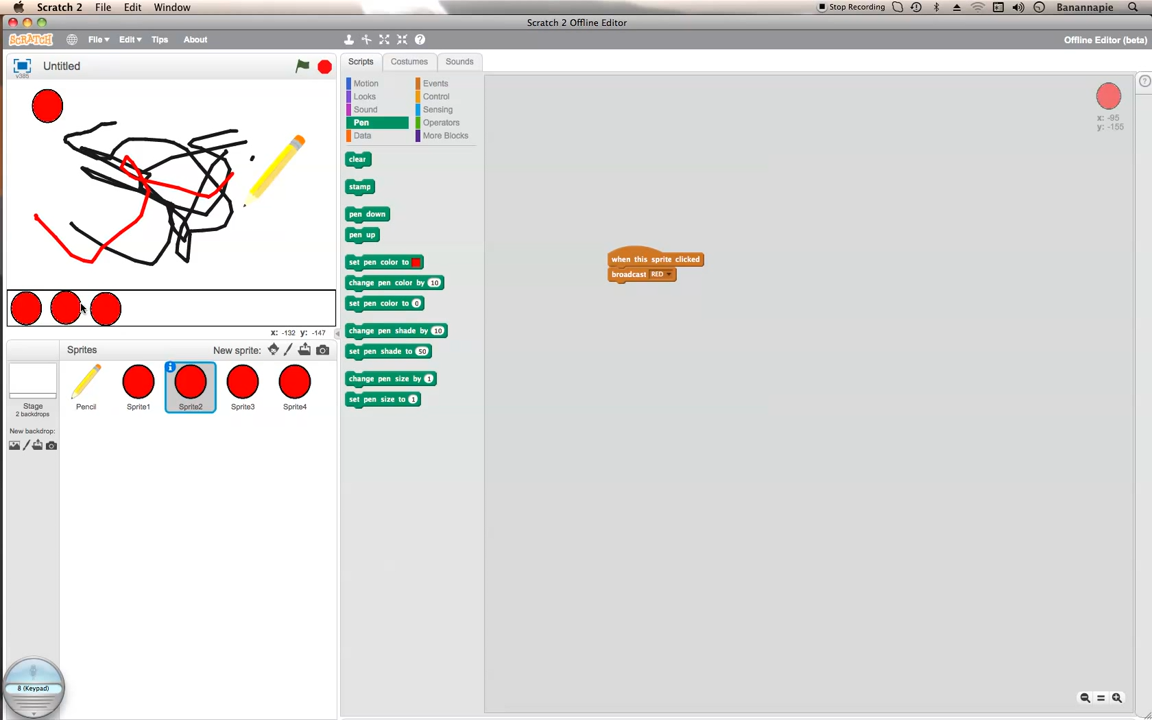 Scratch 2 File Edit Window Stop Recording Banannapie
Scratch 2 Offline Editor
SCRATCH File Edit Tips About Offline Editor (beta)
Untitled
v385
Scripts Costumes Sounds
Motion Events
Looks Control
Sound Sensing
Pen Operators
Data More Blocks
clear
stamp
pen down
pen up
set pen color to
change pen color by 10
set pen color to 0
change pen shade by 10
set pen shade to 50
change pen size by 1
set pen size to 1
when this sprite clicked
broadcast RED
x: -95
y: -155
x: -132 y: -147
Sprites New sprite:
Stage
2 backdrops
New backdrop:
Pencil Sprite1 Sprite2 Sprite3 Sprite4
8 (Keypad)